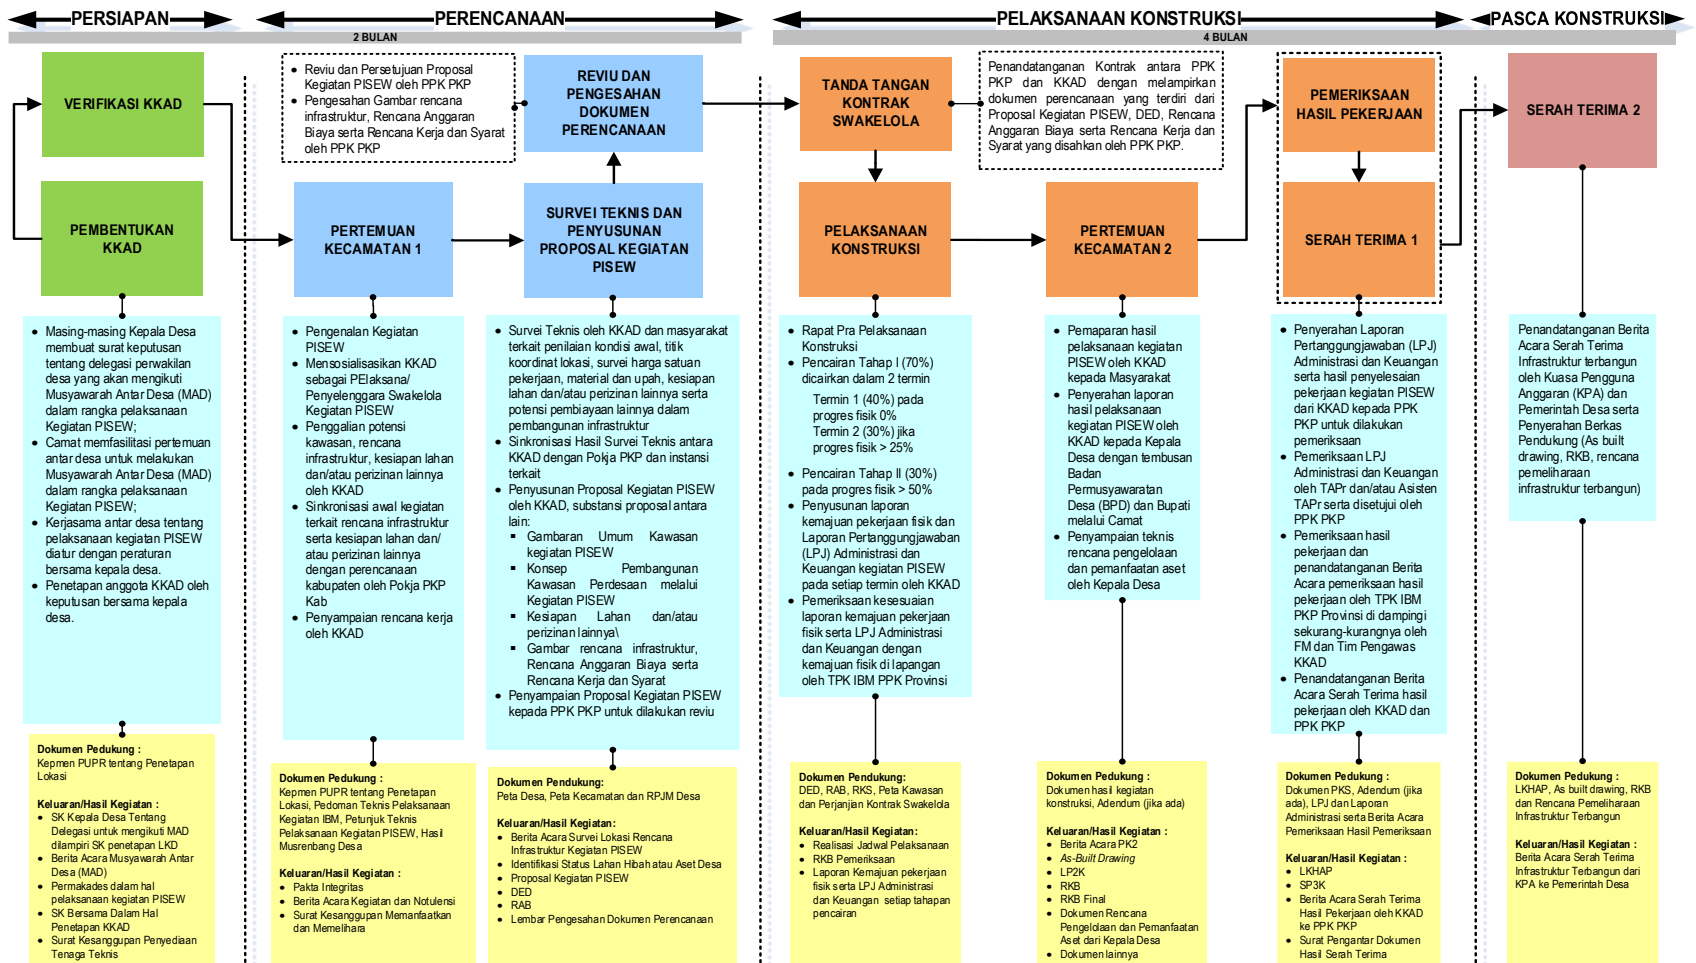 PERSIAPAN
PERENCANAAN
PELAKSANAAN KONSTRUKSI
PASCA KONSTRUKSI
2 BULAN
4 BULAN
VERIFIKASI KKAD
PEMBENTUKAN
KKAD
• Reviu dan Persetujuan Proposal
Kegiatan PISEW oleh PPK PKP
• Pengesahan Gambar rencana
infrastruktur, Rencana Anggaran
Biaya serta Rencana Kerja dan Syarat
oleh PPK PKP
REVIU DAN
PENGESAHAN
DOKUMEN
PERENCANAAN
PERTEMUAN
KECAMATAN 1
SURVEI TEKNIS DAN
PENYUSUNAN
PROPOSAL KEGIATAN
PISEW
TANDA TANGAN
KONTRAK
SWAKELOLA
Penandatanganan Kontrak antara PPK
PKP dan KKAD dengan melampirkan
dokumen perencanaan yang terdiri dari
Proposal Kegiatan PISEW, DED, Rencana
Anggaran Biaya serta Rencana Kerja dan
Syarat yang disahkan oleh PPK PKP.
PELAKSANAAN
KONSTRUKSI
PERTEMUAN
KECAMATAN 2
PEMERIKSAAN
HASIL PEKERJAAN
SERAH TERIMA 1
SERAH TERIMA 2
• Masing-masing Kepala Desa
membuat surat keputusan
tentang delegasi perwakilan
desa yang akan mengikuti
Musyawarah Antar Desa (MAD)
dalam rangka pelaksanaan
Kegiatan PISEW;
• Camat memfasilitasi pertemuan
antar desa untuk melakukan
Musyawarah Antar Desa (MAD)
dalam rangka pelaksanaan
Kegiatan PISEW;
• Kerjasama antar desa tentang
pelaksanaan kegiatan PISEW
diatur dengan peraturan
bersama kepala desa.
• Penetapan anggota KKAD oleh
keputusan bersama kepala
desa.
• Pengenalan Kegiatan
PISEW
• Mensosialisasikan KKAD
sebagai PElaksana/
Penyelenggara Swakelola
Kegiatan PISEW
• Penggalian potensi
kawasan, rencana
infrastruktur, kesiapan lahan
dan/atau perizinan lainnya
oleh KKAD
• Sinkronisasi awal kegiatan
terkait rencana infrastruktur
serta kesiapan lahan dan/
atau perizinan lainnya
dengan perencanaan
kabupaten oleh Pokja PKP
Kab
• Penyampaian rencana kerja
oleh KKAD
• Survei Teknis oleh KKAD dan masyarakat
terkait penilaian kondisi awal, titik
koordinat lokasi, survei harga satuan
pekerjaan, material dan upah, kesiapan
lahan dan/atau perizinan lainnya serta
potensi pembiayaan lainnya dalam
pembangunan infrastruktur
• Sinkronisasi Hasil Survei Teknis antara
KKAD dengan Pokja PKP dan instansi
terkait
• Penyusunan Proposal Kegiatan PISEW
oleh KKAD, substansi proposal antara
lain:
▪ Gambaran Umum Kawasan
kegiatan PISEW
▪ Konsep Pembangunan
Kawasan Perdesaan melalui
Kegiatan PISEW
▪ Kesiapan Lahan dan/atau
perizinan lainnya\
▪ Gambar rencana infrastruktur,
Rencana Anggaran Biaya serta
Rencana Kerja dan Syarat
• Penyampaian Proposal Kegiatan PISEW
kepada PPK PKP untuk dilakukan reviu
• Rapat Pra Pelaksanaan
Konstruksi
• Pencairan Tahap I (70%)
dicairkan dalam 2 termin
Termin 1 (40%) pada
progres fisik 0%
Termin 2 (30%) jika
progres fisik > 25%
• Pencairan Tahap II (30%)
pada progres fisik > 50%
• Penyusunan laporan
kemajuan pekerjaan fisik dan
Laporan Pertanggungjawaban
(LPJ) Administrasi dan
Keuangan kegiatan PISEW
pada setiap termin oleh KKAD
• Pemeriksaan kesesuaian
laporan kemajuan pekerjaan
fisik serta LPJ Administrasi
dan Keuangan dengan
kemajuan fisik di lapangan
oleh TPK IBM PPK Provinsi
• Pemaparan hasil
pelaksanaan kegiatan
PISEW oleh KKAD
kepada Masyarakat
• Penyerahan laporan
hasil pelaksanaan
kegiatan PISEW oleh
KKAD kepada Kepala
Desa dengan tembusan
Badan
Permusyawaratan
Desa (BPD) dan Bupati
melalui Camat
• Penyampaian teknis
rencana pengelolaan
dan pemanfaatan aset
oleh Kepala Desa
• Penyerahan Laporan
Pertanggungjawaban (LPJ)
Administrasi dan Keuangan
serta hasil penyelesaian
pekerjaan kegiatan PISEW
dari KKAD kepada PPK
PKP untuk dilakukan
pemeriksaan
• Pemeriksaan LPJ
Administrasi dan Keuangan
oleh TAPr dan/atau Asisten
TAPr serta disetujui oleh
PPK PKP
• Pemeriksaan hasil
pekerjaan dan
penandatanganan Berita
Acara pemeriksaan hasil
pekerjaan oleh TPK IBM
PKP Provinsi di dampingi
sekurang-kurangnya oleh
FM dan Tim Pengawas
KKAD
• Penandatanganan Berita
Acara Serah Terima hasil
pekerjaan oleh KKAD dan
PPK PKP
Penandatanganan Berita
Acara Serah Terima
Infrastruktur terbangun
oleh Kuasa Pengguna
Anggaran (KPA) dan
Pemerintah Desa serta
Penyerahan Berkas
Pendukung (As built
drawing, RKB, rencana
pemeliharaan
infrastruktur terbangun)
Dokumen Pedukung :
Kepmen PUPR tentang Penetapan
Lokasi
Keluaran/Hasil Kegiatan :
• SK Kepala Desa Tentang
Delegasi untuk mengikuti MAD
dilampiri SK penetapan LKD
• Berita Acara Musyawarah Antar
Desa (MAD)
• Permakades dalam hal
pelaksanaan kegiatan PISEW
• SK Bersama Dalam Hal
Penetapan KKAD
• Surat Kesanggupan Penyediaan
Tenaga Teknis
Dokumen Pedukung :
Kepmen PUPR tentang Penetapan
Lokasi, Pedoman Teknis Pelaksanaan
Kegiatan IBM, Petunjuk Teknis
Pelaksanaan Kegiatan PISEW, Hasil
Musrenbang Desa
Keluaran/Hasil Kegiatan :
• Pakta Integritas
• Berita Acara Kegiatan dan Notulensi
• Surat Kesanggupan Memanfaatkan
dan Memelihara
Dokumen Pendukung:
Peta Desa, Peta Kecamatan dan RPJM Desa
Keluaran/Hasil Kegiatan:
• Berita Acara Survei Lokasi Rencana
Infrastruktur Kegiatan PISEW
• Identifikasi Status Lahan Hibah atau Aset Desa
• Proposal Kegiatan PISEW
• DED
• RAB
• Lembar Pengesahan Dokumen Perencanaan
Dokumen Pendukung:
DED, RAB, RKS, Peta Kawasan
dan Perjanjian Kontrak Swakelola
Keluaran/Hasil Kegiatan:
• Realisasi Jadwal Pelaksanaan
• RKB Pemeriksaan
• Laporan Kemajuan pekerjaan
fisik serta LPJ Administrasi
dan Keuangan setiap tahapan
pencairan
Dokumen Pedukung :
Dokumen hasil kegiatan
konstruksi, Adendum (jika ada)
Keluaran/Hasil Kegiatan :
• Berita Acara PK2
• As-Built Drawing
• LP2K
• RKB
• RKB Final
• Dokumen Rencana
Pengelolaan dan Pemanfaatan
Aset dari Kepala Desa
• Dokumen lainnya
Dokumen Pedukung :
Dokumen PKS, Adendum (jika
ada), LPJ dan Laporan
Administrasi serta Berita Acara
Pemeriksaan Hasil Pemeriksaan
Keluaran/Hasil Kegiatan :
• LKHAP
• SP3K
• Berita Acara Serah Terima
Hasil Pekerjaan oleh KKAD
ke PPK PKP
• Surat Pengantar Dokumen
Hasil Serah Terima
Dokumen Pedukung :
LKHAP, As built drawing, RKB
dan Rencana Pemeliharaan
Infrastruktur Terbangun
Keluaran/Hasil Kegiatan :
Berita Acara Serah Terima
Infrastruktur Terbangun dari
KPA ke Pemerintah Desa